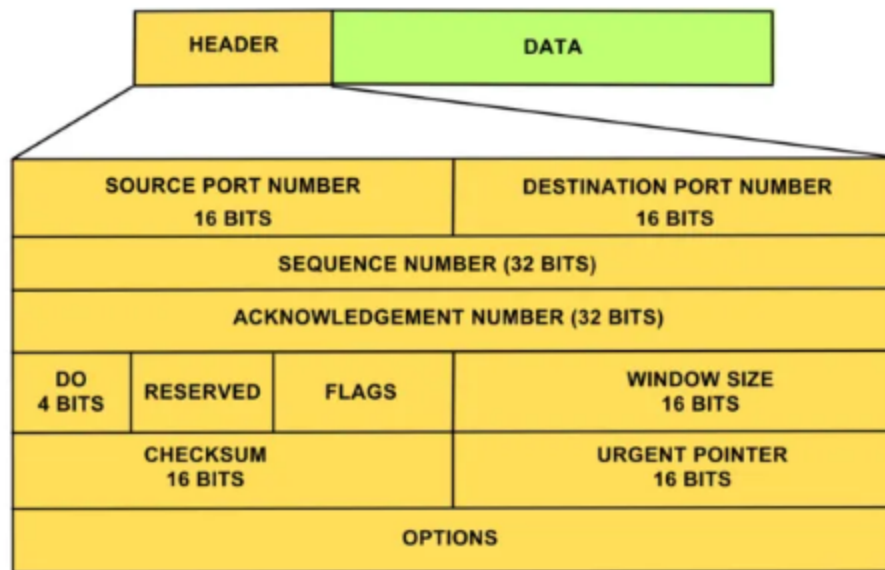 HEADER
DATA
SOURCE PORT NUMBER
16 BITS
DESTINATION PORT NUMBER
16 BITS
SEQUENCE NUMBER (32 BITS)
ACKNOWLEDGEMENT NUMBER (32 BITS)
DO
4 BITS
RESERVED
FLAGS
WINDOW SIZE
16 BITS
CHECKSUM
16 BITS
URGENT POINTER
16 BITS
OPTIONS